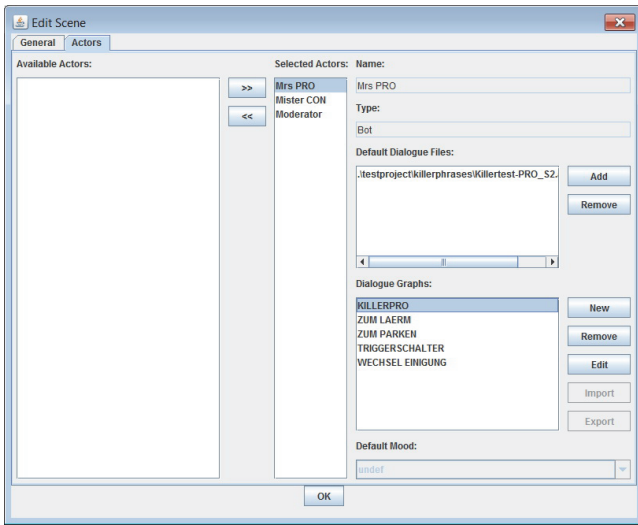 Edit Scene
General Actors
Available Actors:
>>
<<
Selected Actors:
Mrs PRO
Mister CON
Moderator
Name:
Mrs PRO
Type:
Bot
Default Dialogue Files:
.\testproject\killerphrases\Killertest-PRO_S2.
Add
Remove
Dialogue Graphs:
KILLERPRO
ZUM LAERM
ZUM PARKEN
TRIGGERSCHALTER
WECHSEL EINIGUNG
New
Remove
Edit
Import
Export
Default Mood:
undef
OK